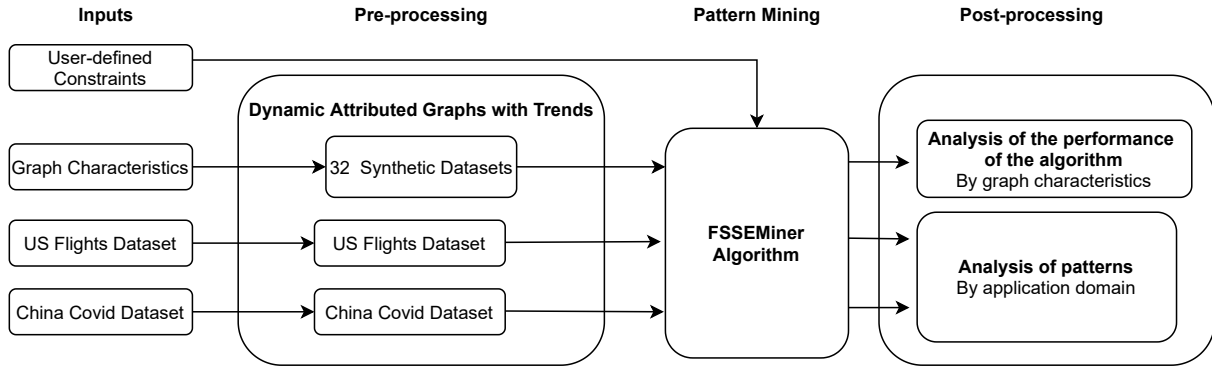 Inputs
Pre-processing
Pattern Mining
Post-processing
User-defined
Constraints
Dynamic Attributed Graphs with Trends
Graph Characteristics
32 Synthetic Datasets
US Flights Dataset
US Flights Dataset
China Covid Dataset
China Covid Dataset
FSSEMiner
Algorithm
Analysis of the performance
of the algorithm
By graph characteristics
Analysis of patterns
By application domain